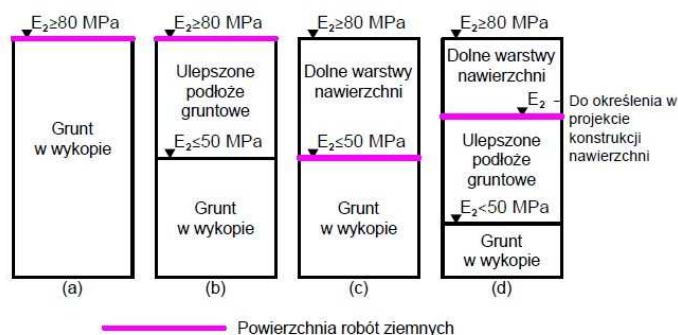 E₂≥80 MPa
Grunt
w wykopie
(a)
E₂≥80 MPa
Ulepszone
podłoże
gruntowe
E₂≤50 MPa
Grunt
w wykopie
(b)
E₂≥80 MPa
Dolne warstwy
nawierzchni
E₂≤50 MPa
Grunt
w wykopie
(c)
E₂≥80 MPa
Dolne warstwy
nawierzchni
E₂ – Do określenia w
projekcie
konstrukcji
nawierzchni
Ulepszone
podłoże
gruntowe
E₂<50 MPa
Grunt
w wykopie
(d)
Powierzchnia robót ziemnych